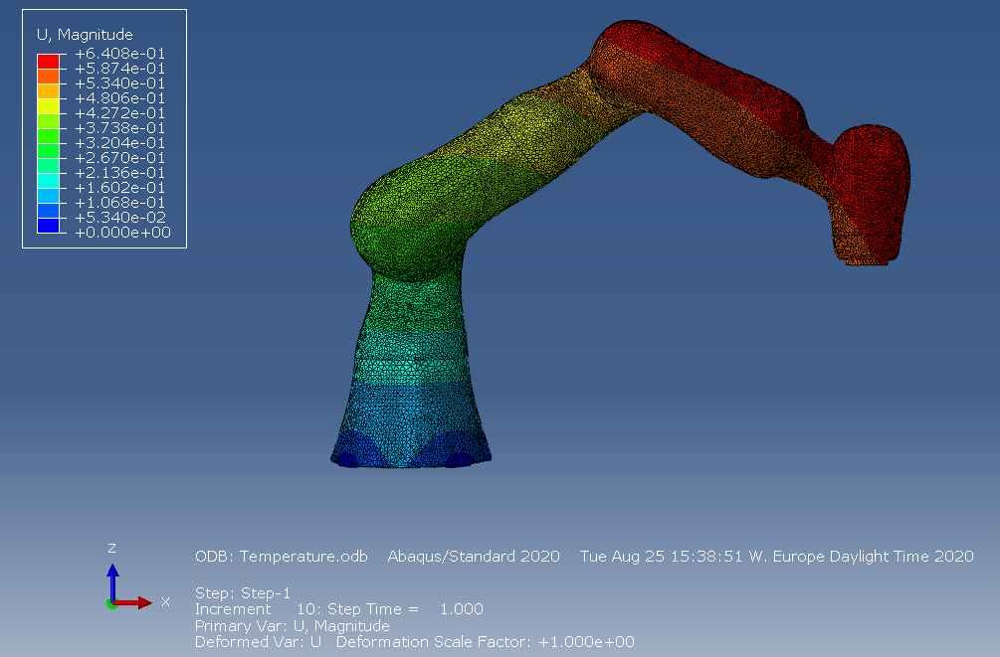 U, Magnitude
+6.408e-01
+5.874e-01
+5.340e-01
+4.806e-01
+4.272e-01
+3.738e-01
+3.204e-01
+2.670e-01
+2.136e-01
+1.602e-01
+1.068e-01
+5.340e-02
+0.000e+00
Z
X
ODB: Temperature.odb Abaqus/Standard 2020 Tue Aug 25 15:38:51 W. Europe Daylight Time 2020
Step: Step-1
Increment 10: Step Time = 1.000
Primary Var: U, Magnitude
Deformed Var: U Deformation Scale Factor: +1.000e+00